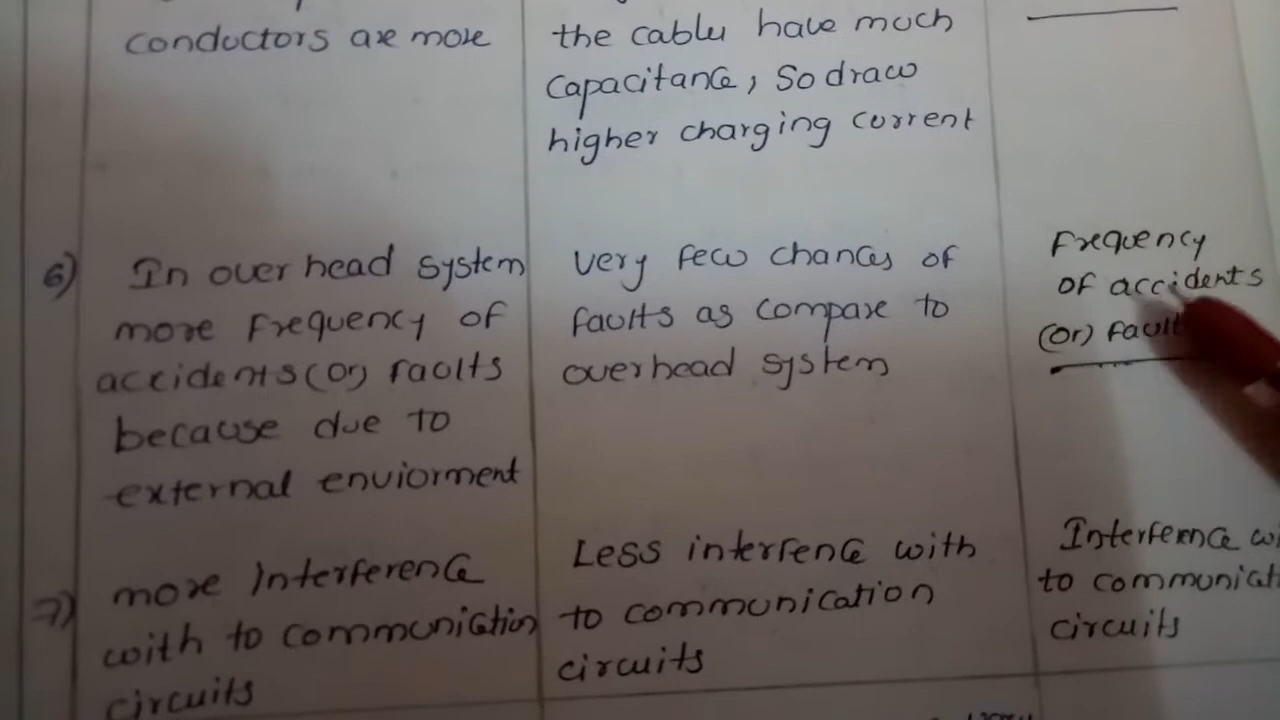 conductors are more
the cablu have much
capacitance, so draw
higher charging current
6)
In over head system
more Frequency of
accidents (or) faults
because due to
external enviorment
very few chances of
faults as compare to
overhead system
Frequency
of accidents
(or) fault
7)
more Interference
with to communication
circuits
Less interfence with
to communication
circuits
Interference
to communicat
circuits